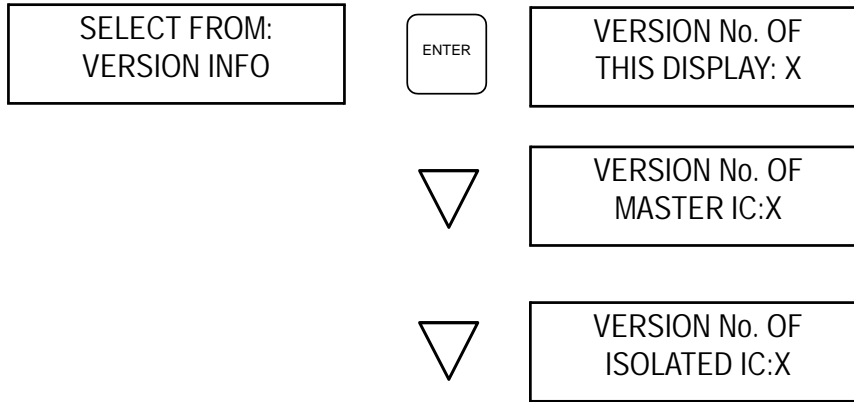 SELECT FROM:
VERSION INFO
ENTER
VERSION No. OF
THIS DISPLAY: X
VERSION No. OF
MASTER IC:X
VERSION No. OF
ISOLATED IC:X